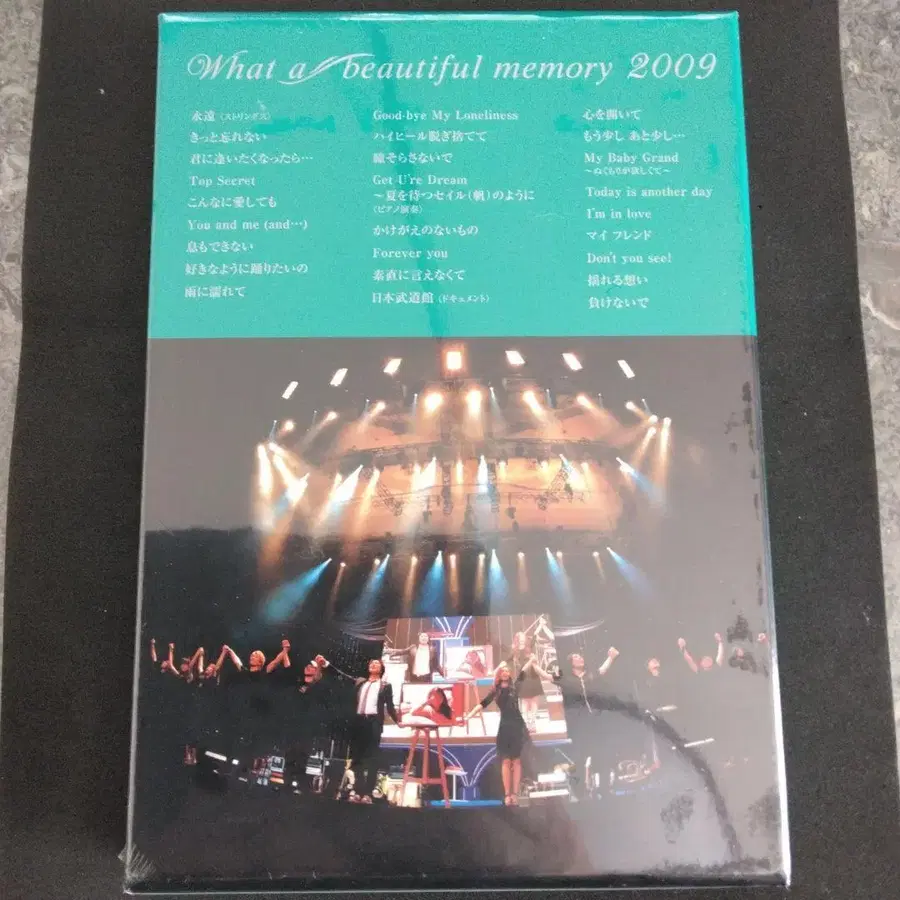 What a beautiful memory 2009
永遠〈ストリングス〉
きっと忘れない
君に逢いたくなったら…
Top Secret
こんなに愛しても
You and me (and…)
息もできない
好きなように踊りたいの
雨に濡れて
Good-bye My Loneliness
ハイヒール脱ぎ捨てて
瞳そらさないで
Get U're Dream
～夏を待つセイル(帆)のように
〈ピアノ演奏〉
かけがえのないもの
Forever you
素直に言えなくて
日本武道館〈ドキュメント〉
心を開いて
もう少し あと少し…
My Baby Grand
～ぬくもりが欲しくて～
Today is another day
I'm in love
マイ フレンド
Don't you see!
揺れる想い
負けないで